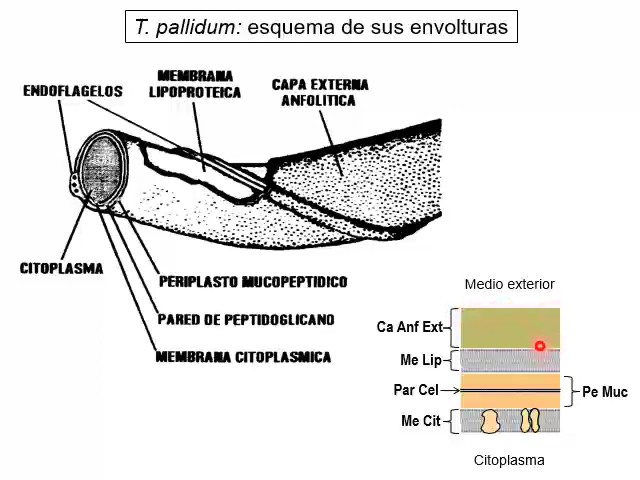 T. pallidum: esquema de sus envolturas
ENDOFLAGELOS
MEMBRANA
LIPOPROTEICA
CAPA EXTERNA
ANFOLITICA
CITOPLASMA
PERIPLASTO MUCOPEPTIDICO
PARED DE PEPTIDOGLICANO
MEMBRANA CITOPLASMICA
Medio exterior
Ca Anf Ext
Me Lip
Par Cel
Pe Muc
Me Cit
Citoplasma